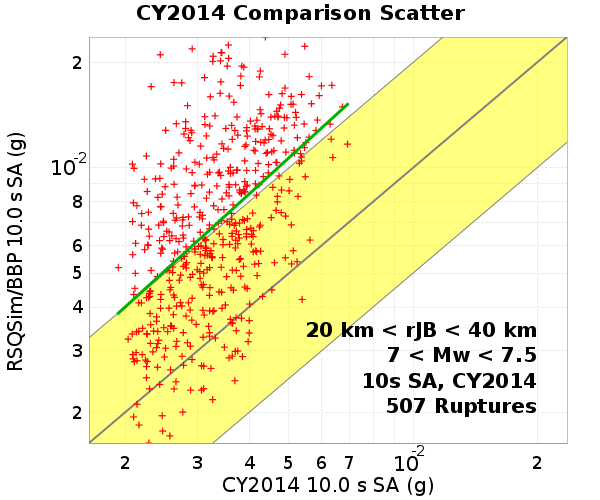 CY2014 Comparison Scatter
RSQSim/BBP 10.0 s SA (g)
2
10⁻²
8
6
5
4
3
2
20 km < rJB < 40 km
7 < Mw < 7.5
10s SA, CY2014
507 Ruptures
2 3 4 5 6 7 10⁻² 2
CY2014 10.0 s SA (g)